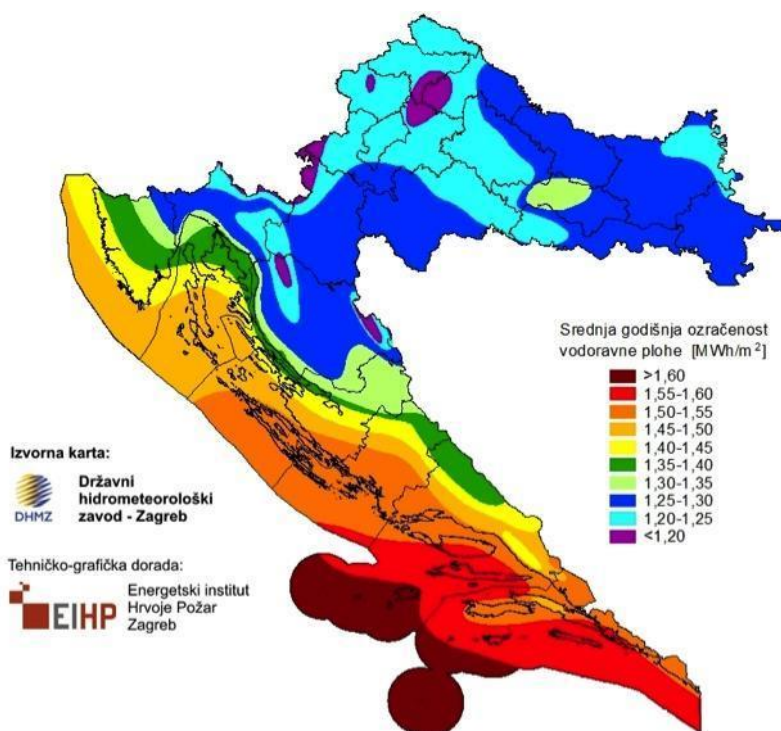 Srednja godišnja ozračenost
vodoravne plohe [MWh/m²]
>1,60
1,55-1,60
1,50-1,55
1,45-1,50
1,40-1,45
1,35-1,40
1,30-1,35
1,25-1,30
1,20-1,25
<1,20
Izvorna karta:
DHMZ
Državni
hidrometeorološki
zavod - Zagreb
Tehničko-grafička dorada:
EIHP
Energetski institut
Hrvoje Požar
Zagreb